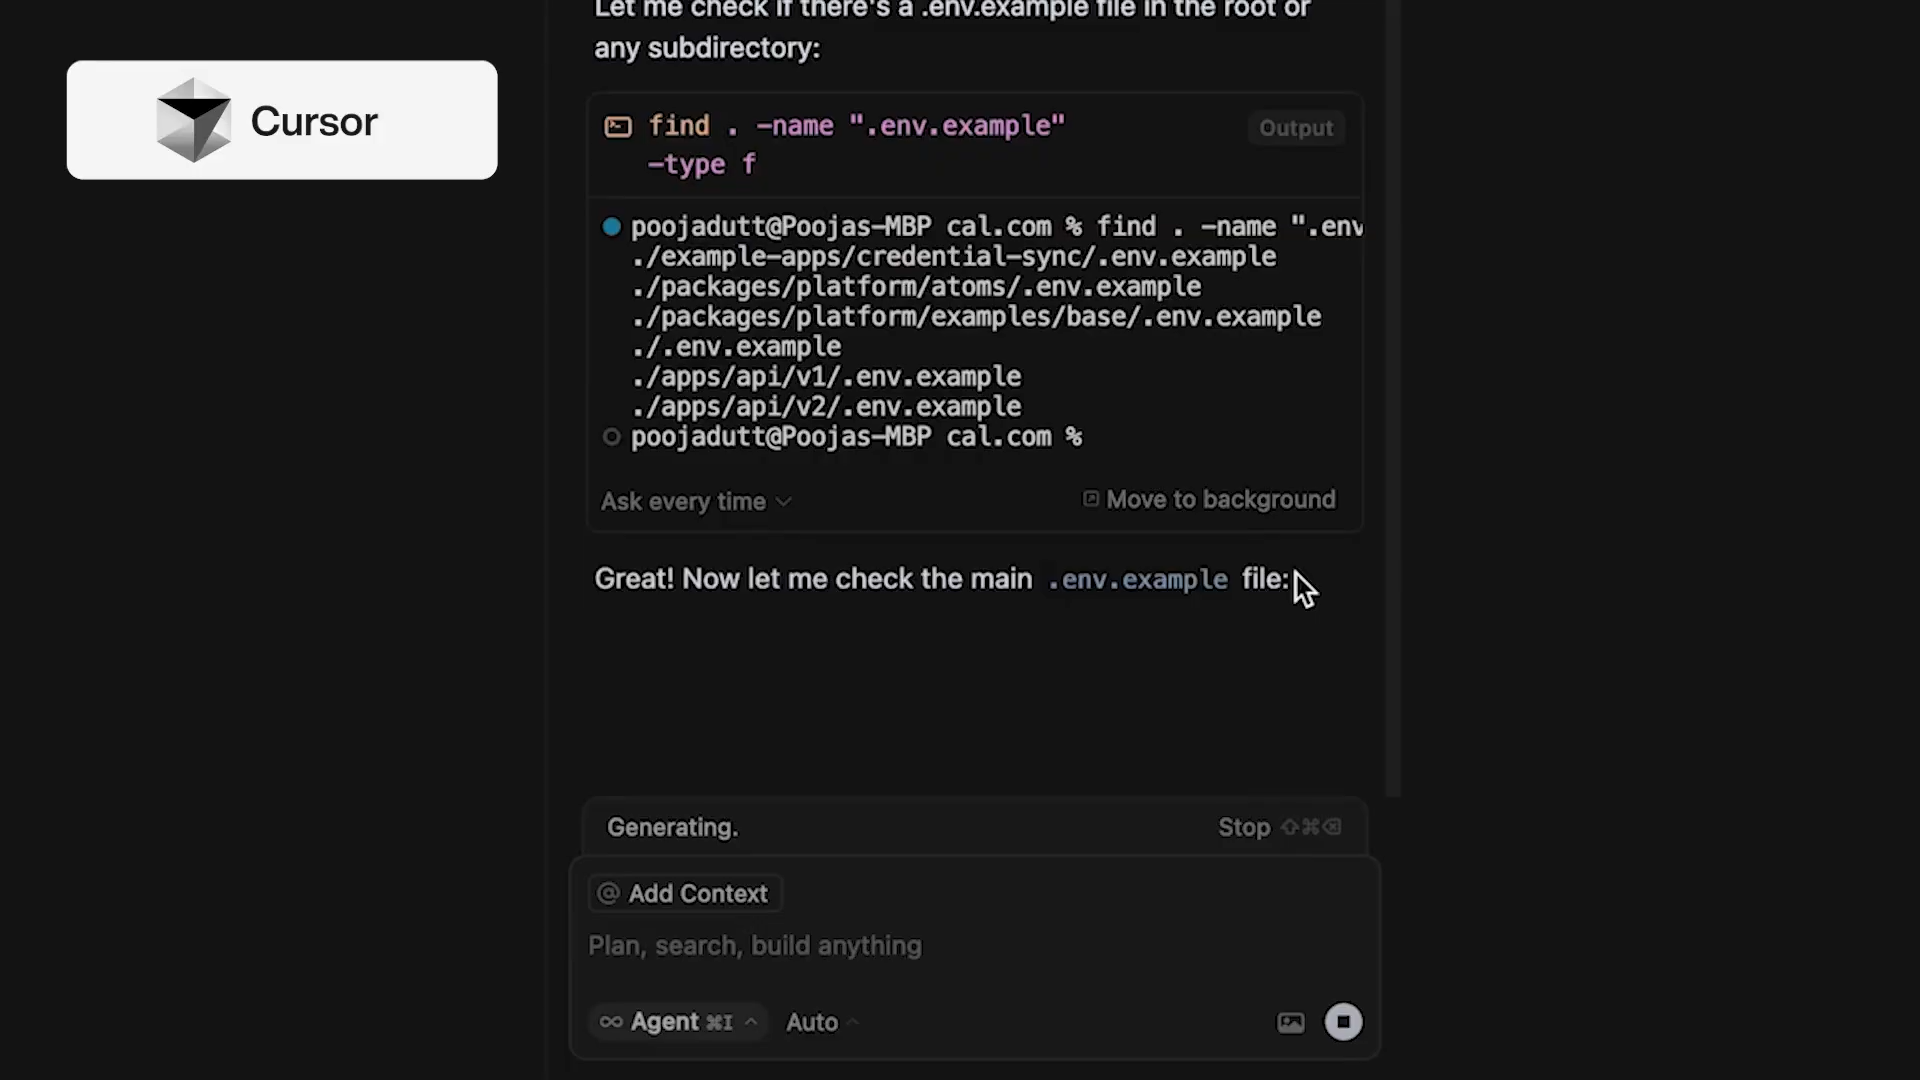 Let me check if there's a .env.example file in the root or
any subdirectory:
Cursor
find . -name ".env.example"
-type f
Output
poojadutt@Poojas-MBP cal.com % find . -name ".env
./example-apps/credential-sync/.env.example
./packages/platform/atoms/.env.example
./packages/platform/examples/base/.env.example
./.env.example
./apps/api/v1/.env.example
./apps/api/v2/.env.example
poojadutt@Poojas-MBP cal.com %
Ask every time
Move to background
Great! Now let me check the main .env.example file:
Generating.
Stop ⇧⌘⌫
@ Add Context
Plan, search, build anything
∞ Agent ⌘I
Auto